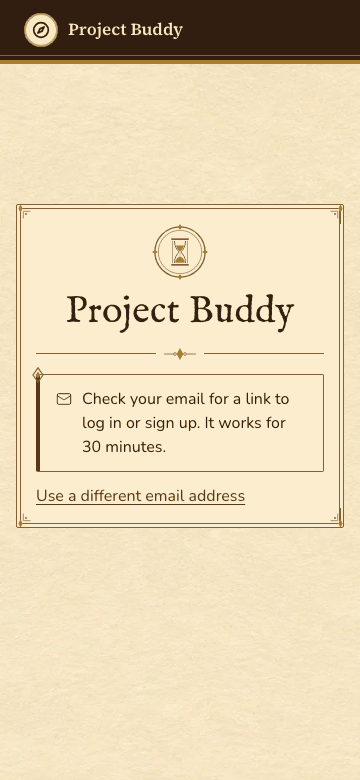 Project Buddy
Project Buddy
Check your email for a link to
log in or sign up. It works for
30 minutes.
Use a different email address